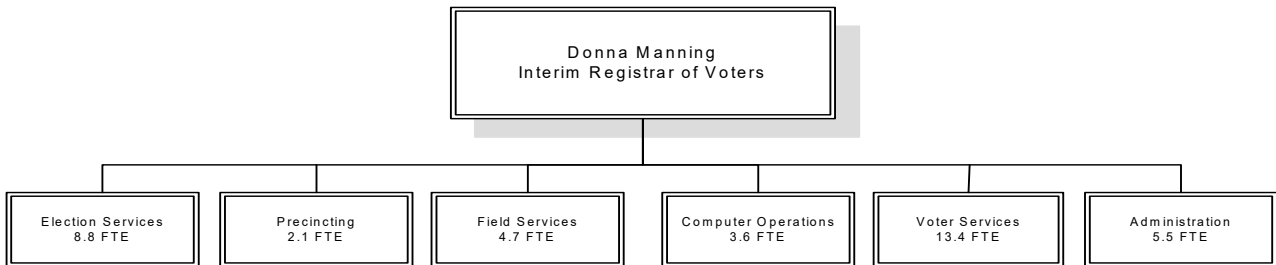 Donna Manning
Interim Registrar of Voters
Election Services
8.8 FTE
Precincting
2.1 FTE
Field Services
4.7 FTE
Computer Operations
3.6 FTE
Voter Services
13.4 FTE
Administration
5.5 FTE